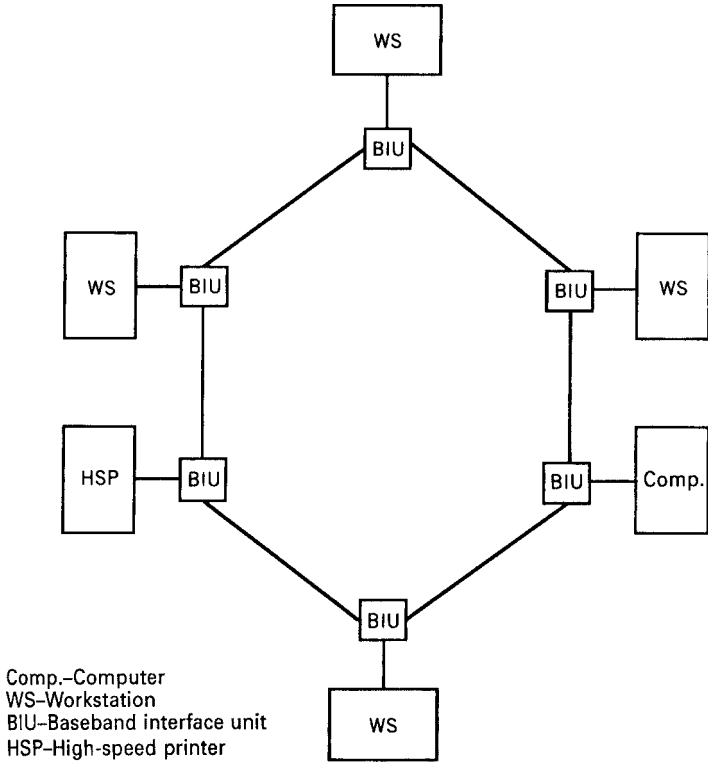 WS
BIU
WS
BIU
BIU
WS
HSP
BIU
BIU
Comp.
BIU
WS
Comp.–Computer
WS–Workstation
BIU–Baseband interface unit
HSP–High-speed printer